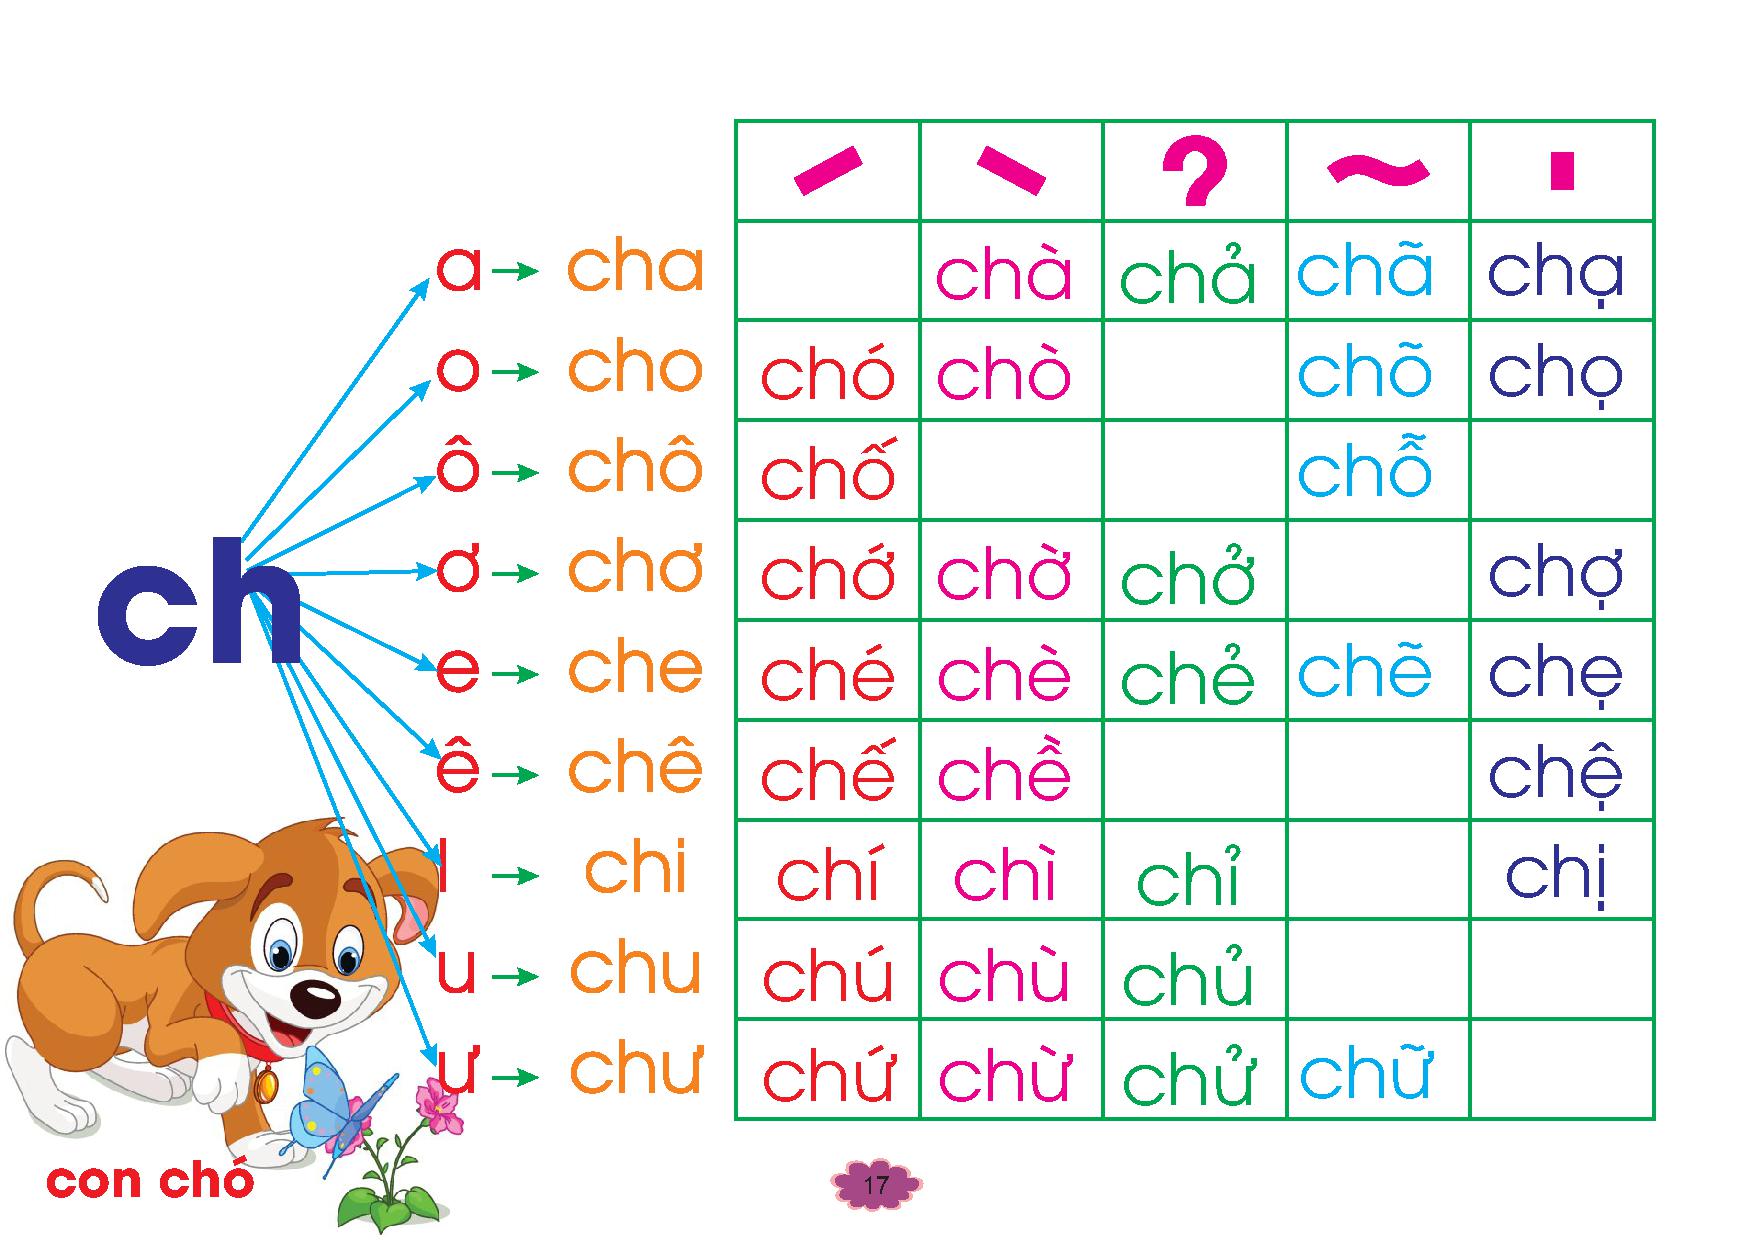 ´ ` ? ~ .
a → cha chà chả chã chạ
o → cho chó chò chõ chọ
ô → chô chố chỗ
ơ → chơ chớ chờ chở chợ
ch
e → che ché chè chẻ chẽ chẹ
ê → chê chế chề chệ
i → chi chí chì chỉ chị
u → chu chú chù chủ
ư → chư chứ chừ chử chữ
con chó
17